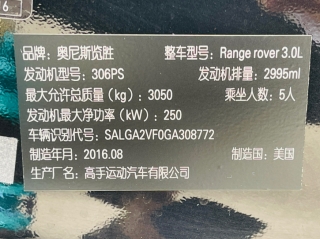 6
品牌：奥尼斯览胜 整车型号：Range rover 3.0L
发动机型号：306PS 发动机排量：2995ml
最大允许总质量（kg）：3050 乘坐人数：5人
发动机最大净功率（kW）：250
车辆识别代号：SALGA2VF0GA308772
制造年月：2016.08 制造国：美国
生产厂名：高手运动汽车有限公司